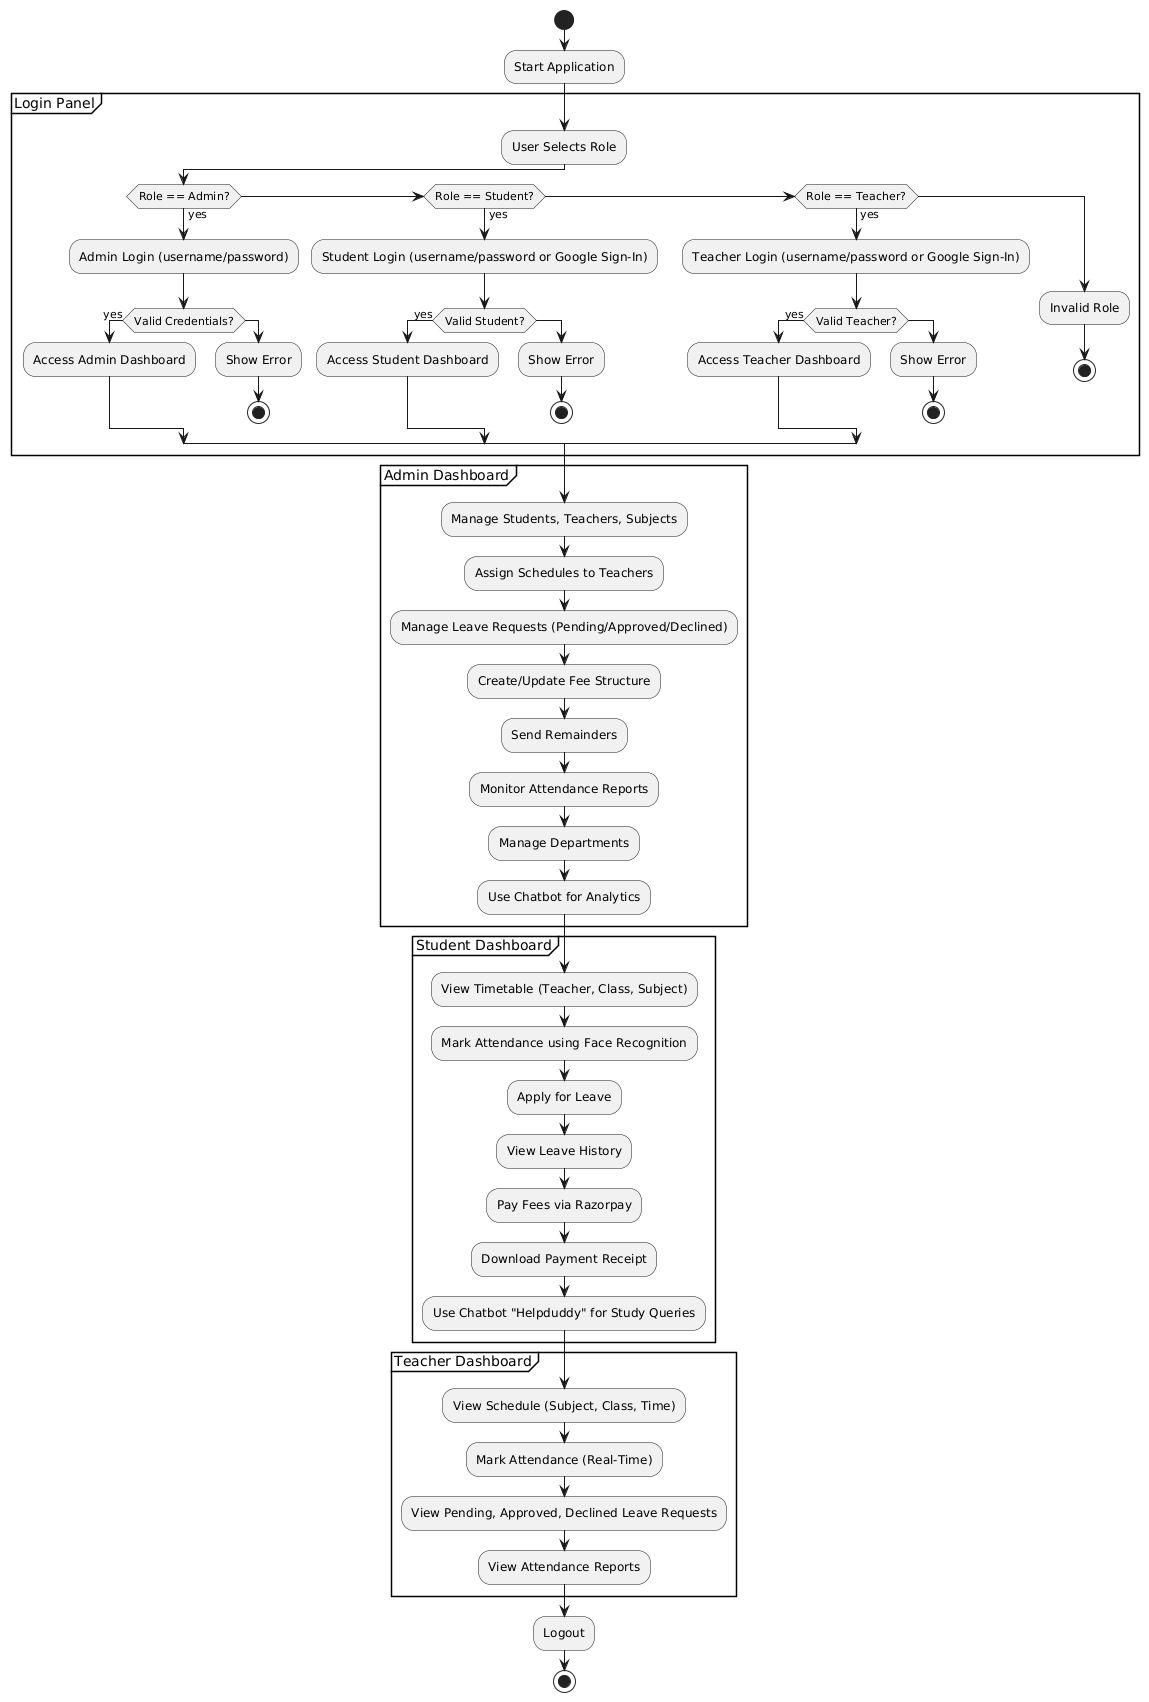 Start Application
Login Panel
User Selects Role
Role == Admin?
Role == Student?
Role == Teacher?
yes
yes
yes
Admin Login (username/password)
Student Login (username/password or Google Sign-In)
Teacher Login (username/password or Google Sign-In)
Invalid Role
yes
Valid Credentials?
yes
Valid Student?
yes
Valid Teacher?
Access Admin Dashboard
Show Error
Access Student Dashboard
Show Error
Access Teacher Dashboard
Show Error
Admin Dashboard
Manage Students, Teachers, Subjects
Assign Schedules to Teachers
Manage Leave Requests (Pending/Approved/Declined)
Create/Update Fee Structure
Send Remainders
Monitor Attendance Reports
Manage Departments
Use Chatbot for Analytics
Student Dashboard
View Timetable (Teacher, Class, Subject)
Mark Attendance using Face Recognition
Apply for Leave
View Leave History
Pay Fees via Razorpay
Download Payment Receipt
Use Chatbot "Helpduddy" for Study Queries
Teacher Dashboard
View Schedule (Subject, Class, Time)
Mark Attendance (Real-Time)
View Pending, Approved, Declined Leave Requests
View Attendance Reports
Logout